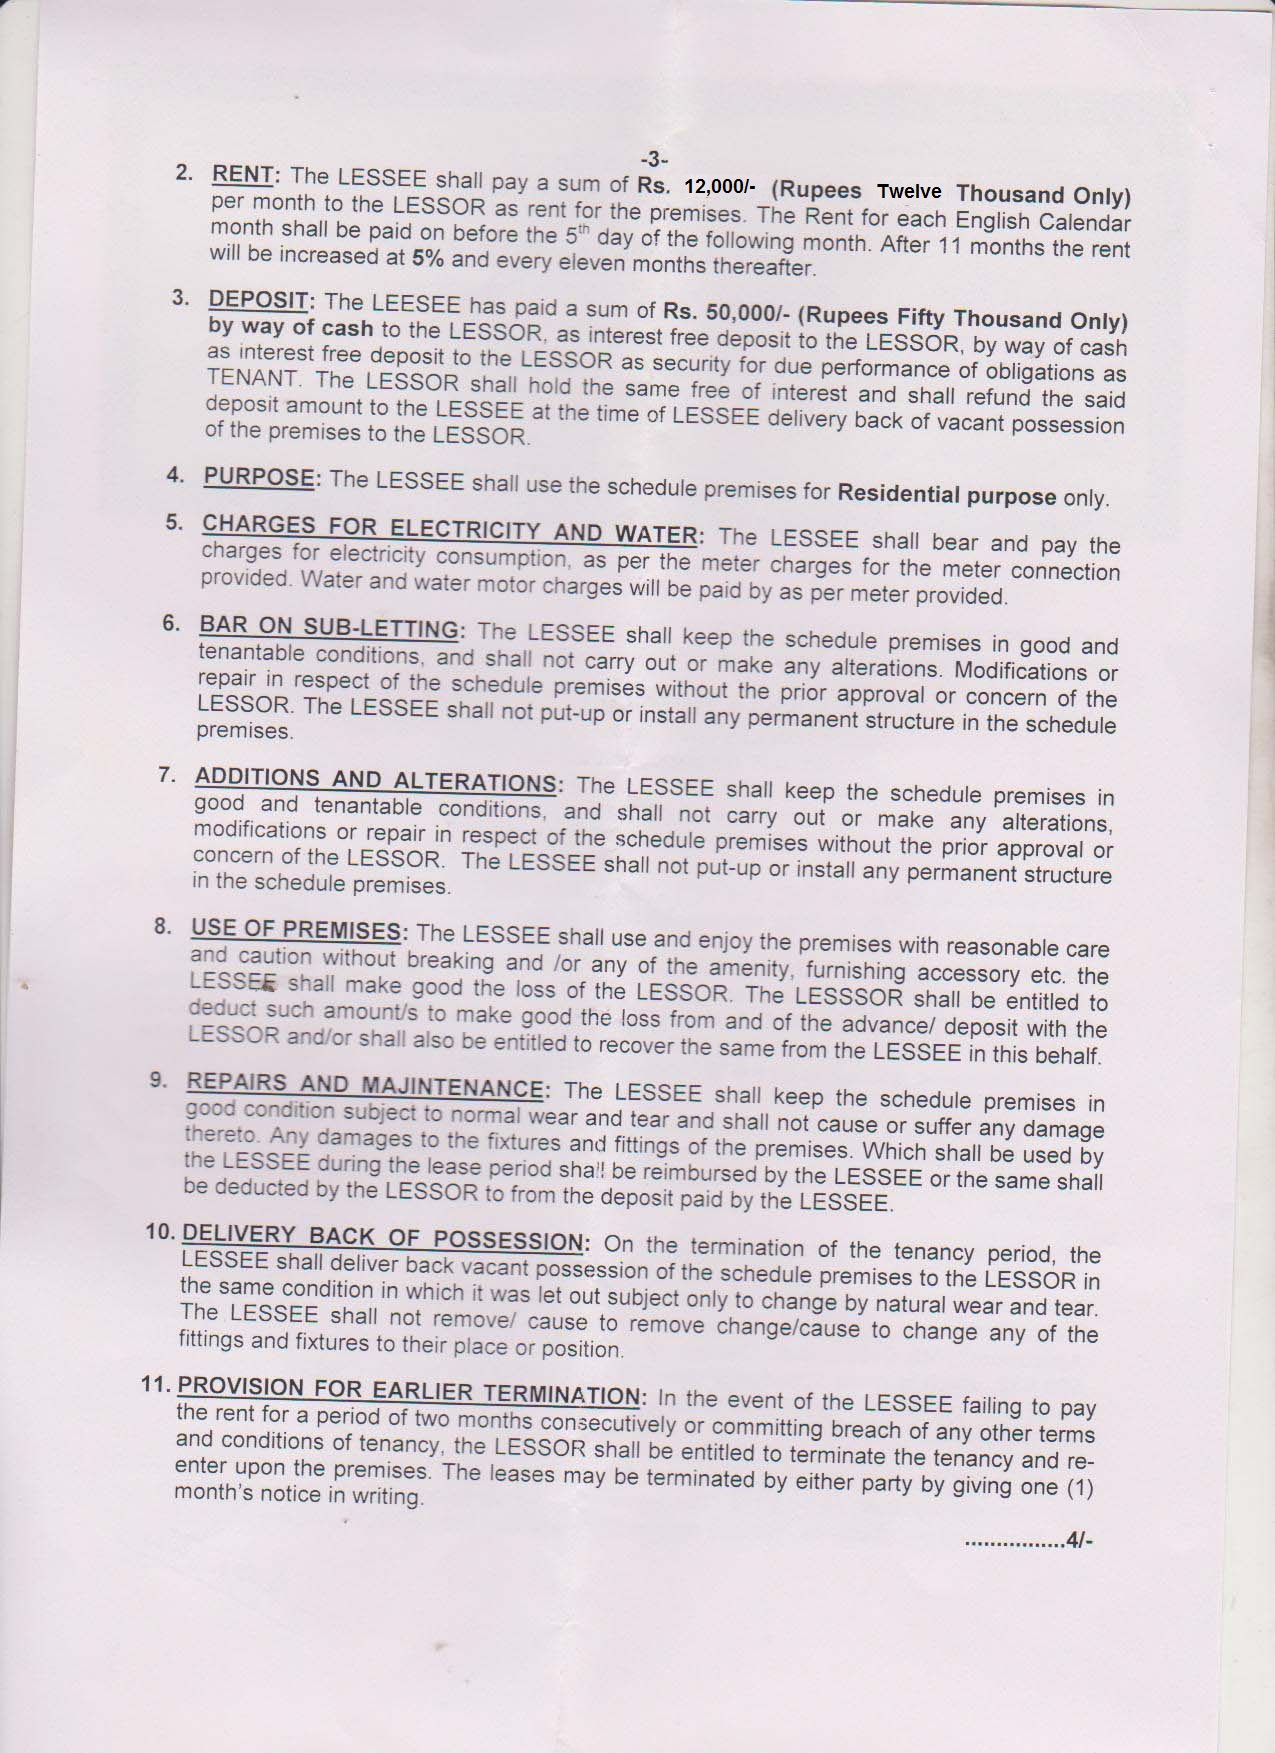 -3-
2. RENT: The LESSEE shall pay a sum of Rs. 12,000/- (Rupees Twelve Thousand Only)
per month to the LESSOR as rent for the premises. The Rent for each English Calendar
month shall be paid on before the 5th day of the following month. After 11 months the rent
will be increased at 5% and every eleven months thereafter.
3. DEPOSIT: The LEESEE has paid a sum of Rs. 50,000/- (Rupees Fifty Thousand Only)
by way of cash to the LESSOR, as interest free deposit to the LESSOR, by way of cash
as interest free deposit to the LESSOR as security for due performance of obligations as
TENANT. The LESSOR shall hold the same free of interest and shall refund the said
deposit amount to the LESSEE at the time of LESSEE delivery back of vacant possession
of the premises to the LESSOR.
4. PURPOSE: The LESSEE shall use the schedule premises for Residential purpose only.
5. CHARGES FOR ELECTRICITY AND WATER: The LESSEE shall bear and pay the
charges for electricity consumption, as per the meter charges for the meter connection
provided. Water and water motor charges will be paid by as per meter provided.
6. BAR ON SUB-LETTING: The LESSEE shall keep the schedule premises in good and
tenantable conditions, and shall not carry out or make any alterations. Modifications or
repair in respect of the schedule premises without the prior approval or concern of the
LESSOR. The LESSEE shall not put-up or install any permanent structure in the schedule
premises.
7. ADDITIONS AND ALTERATIONS: The LESSEE shall keep the schedule premises in
good and tenantable conditions, and shall not carry out or make any alterations,
modifications or repair in respect of the schedule premises without the prior approval or
concern of the LESSOR. The LESSEE shall not put-up or install any permanent structure
in the schedule premises.
8. USE OF PREMISES: The LESSEE shall use and enjoy the premises with reasonable care
and caution without breaking and /or any of the amenity, furnishing accessory etc. the
LESSEE shall make good the loss of the LESSOR. The LESSSOR shall be entitled to
deduct such amount/s to make good the loss from and of the advance/ deposit with the
LESSOR and/or shall also be entitled to recover the same from the LESSEE in this behalf.
9. REPAIRS AND MAJINTENANCE: The LESSEE shall keep the schedule premises in
good condition subject to normal wear and tear and shall not cause or suffer any damage
thereto. Any damages to the fixtures and fittings of the premises. Which shall be used by
the LESSEE during the lease period shall be reimbursed by the LESSEE or the same shall
be deducted by the LESSOR to from the deposit paid by the LESSEE.
10. DELIVERY BACK OF POSSESSION: On the termination of the tenancy period, the
LESSEE shall deliver back vacant possession of the schedule premises to the LESSOR in
the same condition in which it was let out subject only to change by natural wear and tear.
The LESSEE shall not remove/ cause to remove change/cause to change any of the
fittings and fixtures to their place or position.
11. PROVISION FOR EARLIER TERMINATION: In the event of the LESSEE failing to pay
the rent for a period of two months consecutively or committing breach of any other terms
and conditions of tenancy, the LESSOR shall be entitled to terminate the tenancy and re-
enter upon the premises. The leases may be terminated by either party by giving one (1)
month's notice in writing.
................4/-